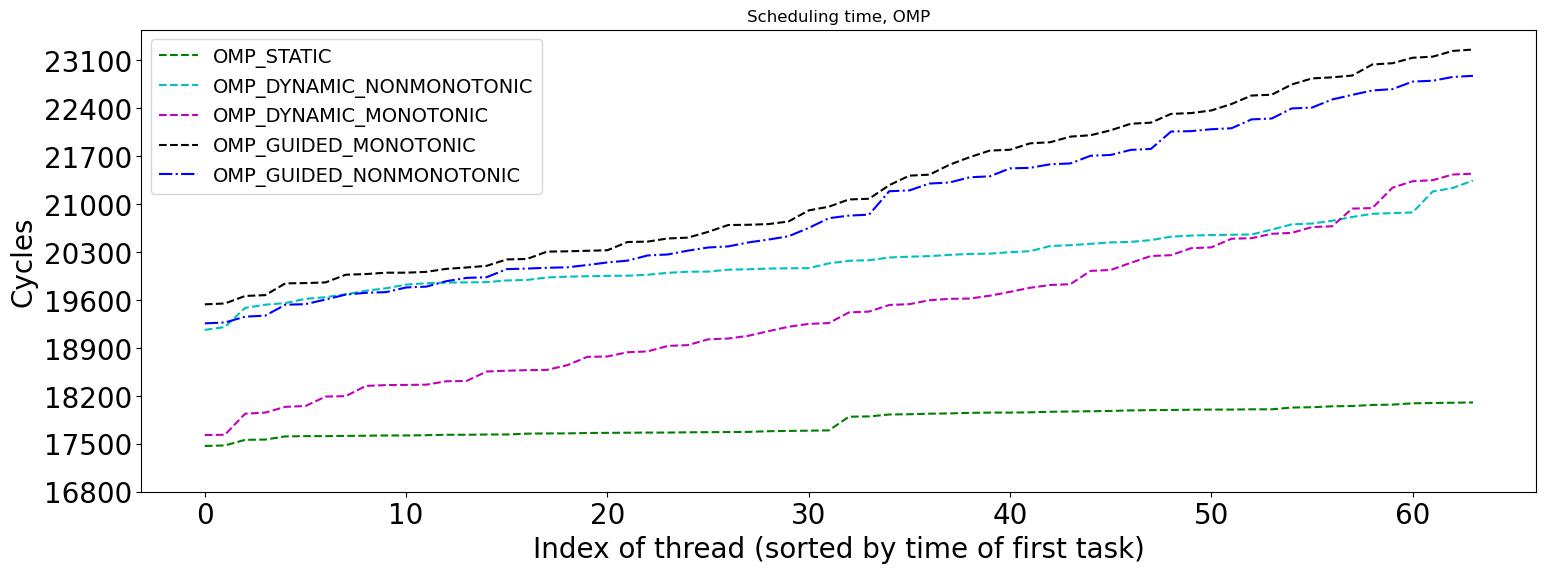 Scheduling time, OMP
OMP_STATIC
OMP_DYNAMIC_NONMONOTONIC
OMP_DYNAMIC_MONOTONIC
OMP_GUIDED_MONOTONIC
OMP_GUIDED_NONMONOTONIC
Cycles
23100
22400
21700
21000
20300
19600
18900
18200
17500
16800
0 10 20 30 40 50 60
Index of thread (sorted by time of first task)